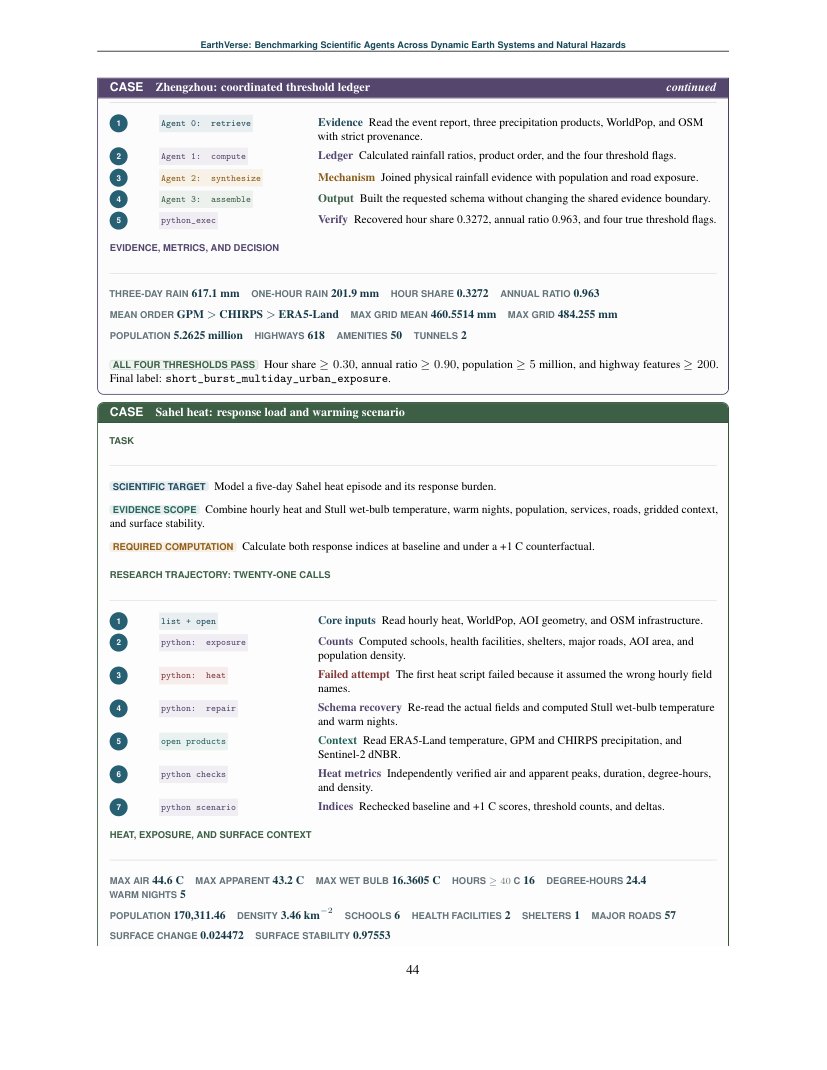 EarthVerse: Benchmarking Scientific Agents Across Dynamic Earth Systems and Natural Hazards
CASE Zhengzhou: coordinated threshold ledger continued
1 Agent 0: retrieve Evidence Read the event report, three precipitation products, WorldPop, and OSM
with strict provenance.
2 Agent 1: compute Ledger Calculated rainfall ratios, product order, and the four threshold flags.
3 Agent 2: synthesize Mechanism Joined physical rainfall evidence with population and road exposure.
4 Agent 3: assemble Output Built the requested schema without changing the shared evidence boundary.
5 python_exec Verify Recovered hour share 0.3272, annual ratio 0.963, and four true threshold flags.
EVIDENCE, METRICS, AND DECISION
THREE-DAY RAIN 617.1 mm ONE-HOUR RAIN 201.9 mm HOUR SHARE 0.3272 ANNUAL RATIO 0.963
MEAN ORDER GPM > CHIRPS > ERA5-Land MAX GRID MEAN 460.5514 mm MAX GRID 484.255 mm
POPULATION 5.2625 million HIGHWAYS 618 AMENITIES 50 TUNNELS 2
ALL FOUR THRESHOLDS PASS Hour share ≥ 0.30, annual ratio ≥ 0.90, population ≥ 5 million, and highway features ≥ 200.
Final label: short_burst_multiday_urban_exposure.
CASE Sahel heat: response load and warming scenario
TASK
SCIENTIFIC TARGET Model a five-day Sahel heat episode and its response burden.
EVIDENCE SCOPE Combine hourly heat and Stull wet-bulb temperature, warm nights, population, services, roads, gridded context,
and surface stability.
REQUIRED COMPUTATION Calculate both response indices at baseline and under a +1 C counterfactual.
RESEARCH TRAJECTORY: TWENTY-ONE CALLS
1 list + open Core inputs Read hourly heat, WorldPop, AOI geometry, and OSM infrastructure.
2 python: exposure Counts Computed schools, health facilities, shelters, major roads, AOI area, and
population density.
3 python: heat Failed attempt The first heat script failed because it assumed the wrong hourly field
names.
4 python: repair Schema recovery Re-read the actual fields and computed Stull wet-bulb temperature
and warm nights.
5 open products Context Read ERA5-Land temperature, GPM and CHIRPS precipitation, and
Sentinel-2 dNBR.
6 python checks Heat metrics Independently verified air and apparent peaks, duration, degree-hours,
and density.
7 python scenario Indices Rechecked baseline and +1 C scores, threshold counts, and deltas.
HEAT, EXPOSURE, AND SURFACE CONTEXT
MAX AIR 44.6 C MAX APPARENT 43.2 C MAX WET BULB 16.3605 C HOURS ≥ 40 C 16 DEGREE-HOURS 24.4
WARM NIGHTS 5
POPULATION 170,311.46 DENSITY 3.46 km⁻² SCHOOLS 6 HEALTH FACILITIES 2 SHELTERS 1 MAJOR ROADS 57
SURFACE CHANGE 0.024472 SURFACE STABILITY 0.97553
44